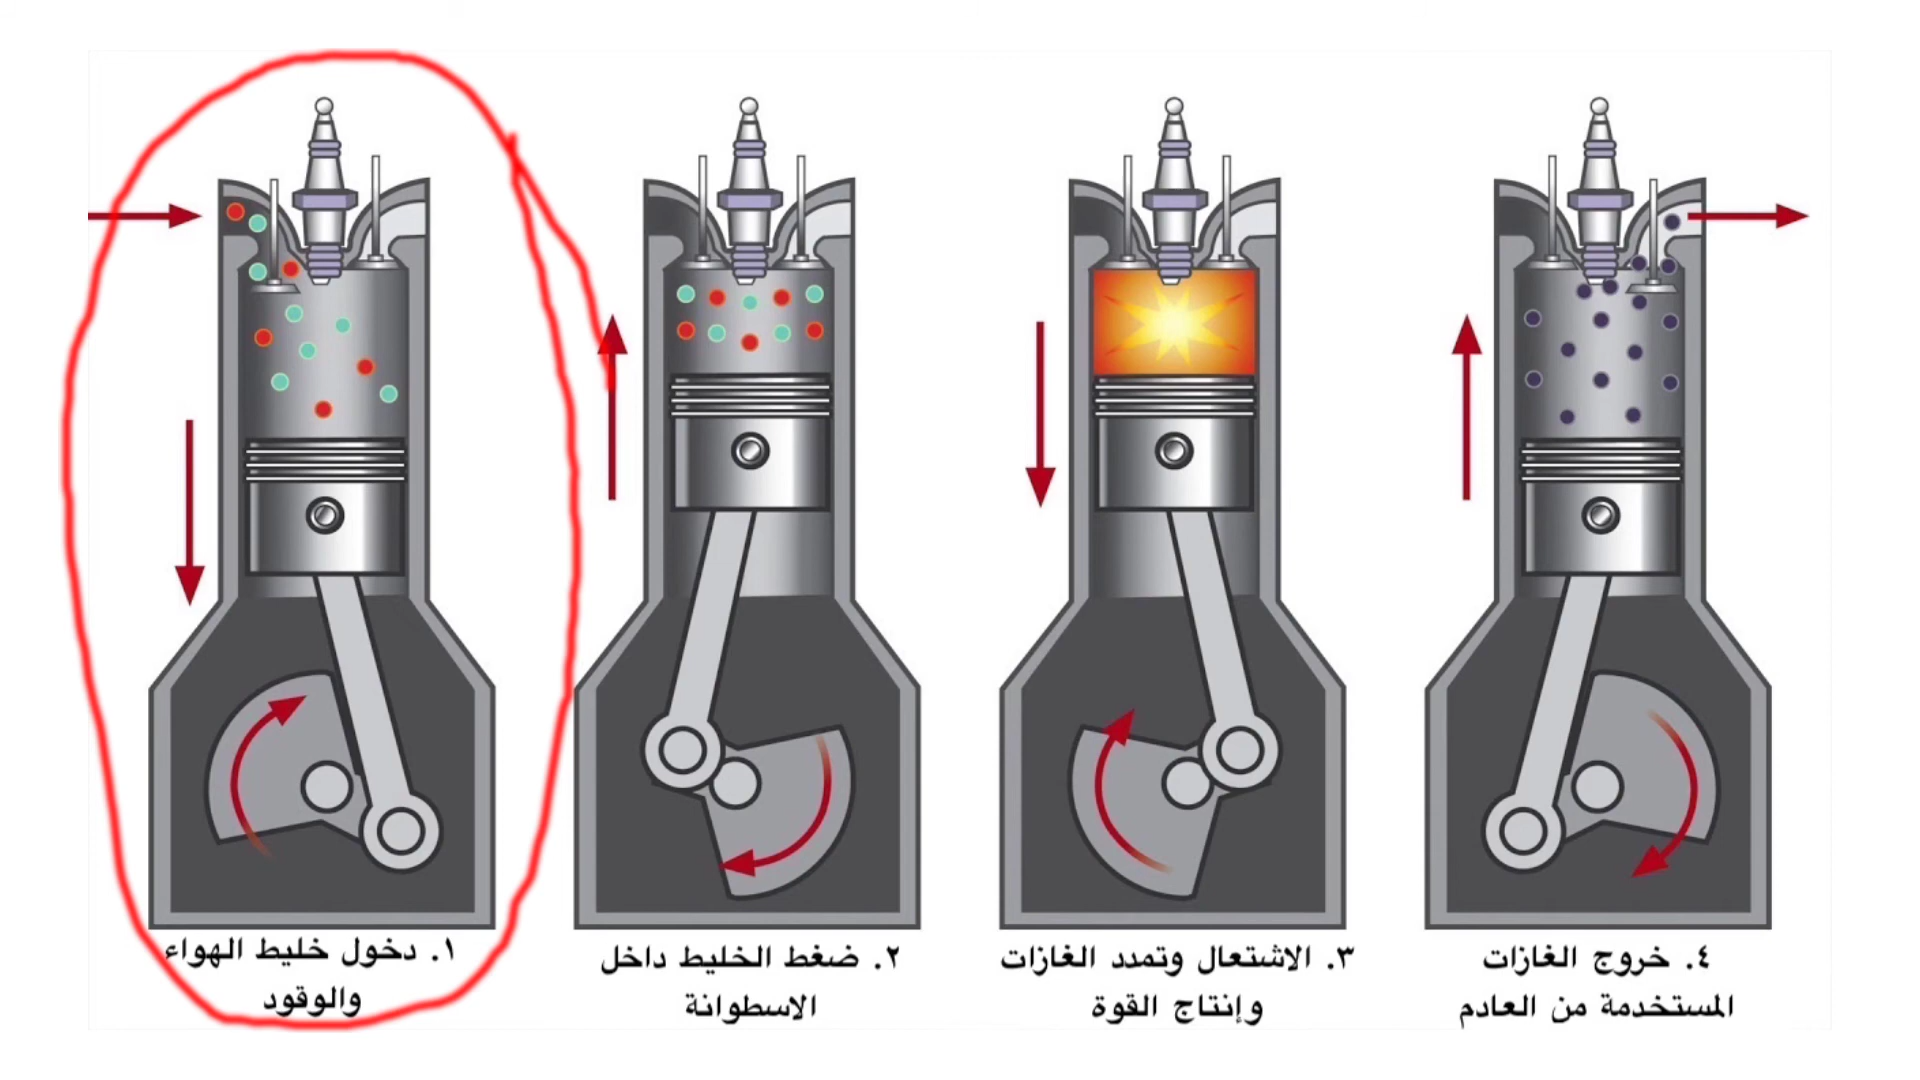 ١. دخول خليط الهواء
والوقود
٢. ضغط الخليط داخل
الاسطوانة
٣. الاشتعال وتمدد الغازات
وإنتاج القوة
٤. خروج الغازات
المستخدمة من العادم